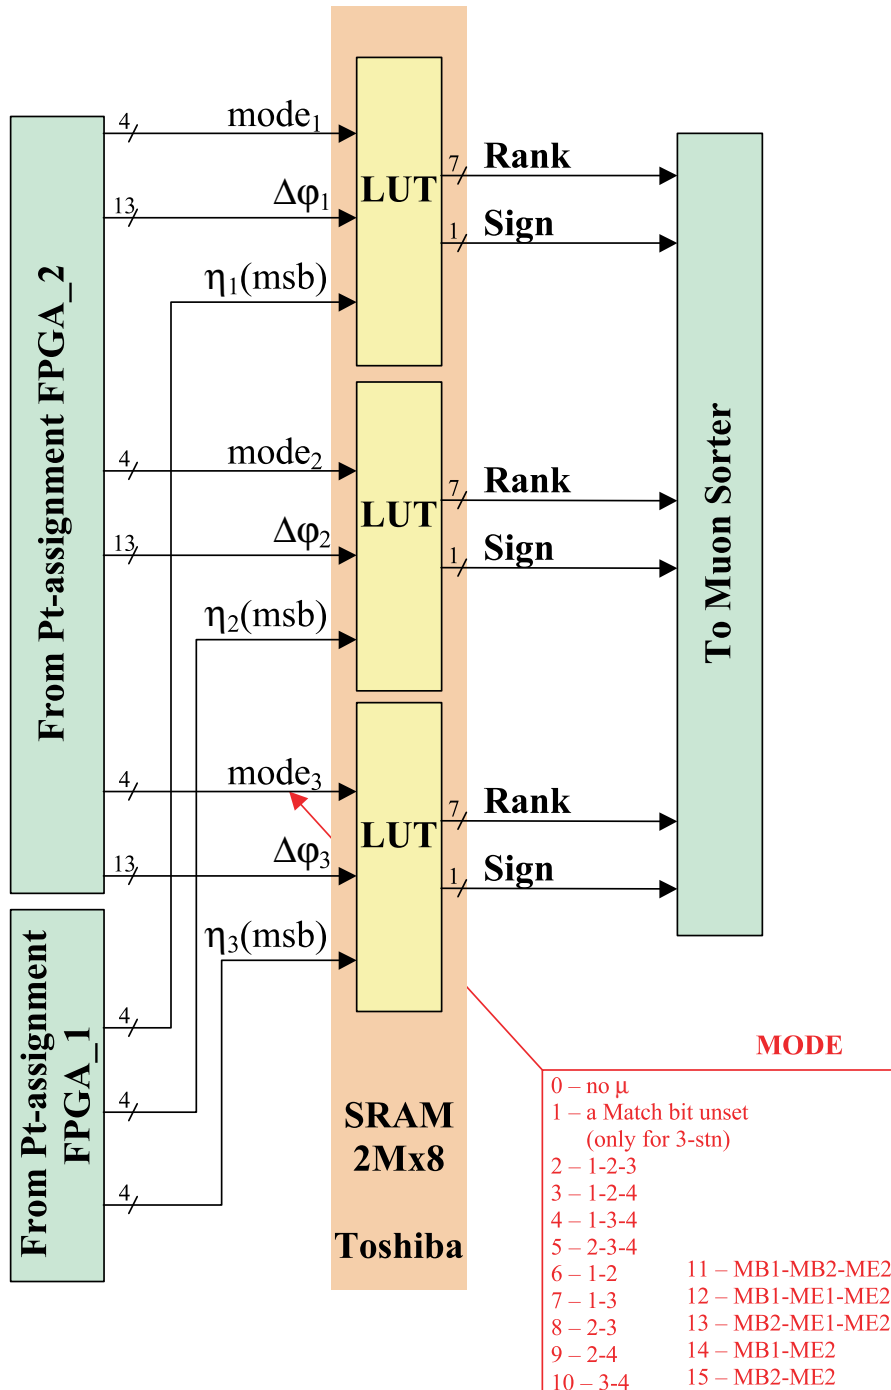 4 mode₁
13 Δφ₁
η₁(msb)
LUT
7 Rank
1 Sign
From Pt-assignment FPGA_2
4 mode₂
13 Δφ₂
η₂(msb)
LUT
7 Rank
1 Sign
To Muon Sorter
4 mode₃
13 Δφ₃
η₃(msb)
LUT
7 Rank
1 Sign
From Pt-assignment
FPGA_1
4
4
4
SRAM
2Mx8
Toshiba
MODE
0 – no μ
1 – a Match bit unset
(only for 3-stn)
2 – 1-2-3
3 – 1-2-4
4 – 1-3-4
5 – 2-3-4
6 – 1-2
7 – 1-3
8 – 2-3
9 – 2-4
10 – 3-4
11 – MB1-MB2-ME2
12 – MB1-ME1-ME2
13 – MB2-ME1-ME2
14 – MB1-ME2
15 – MB2-ME2